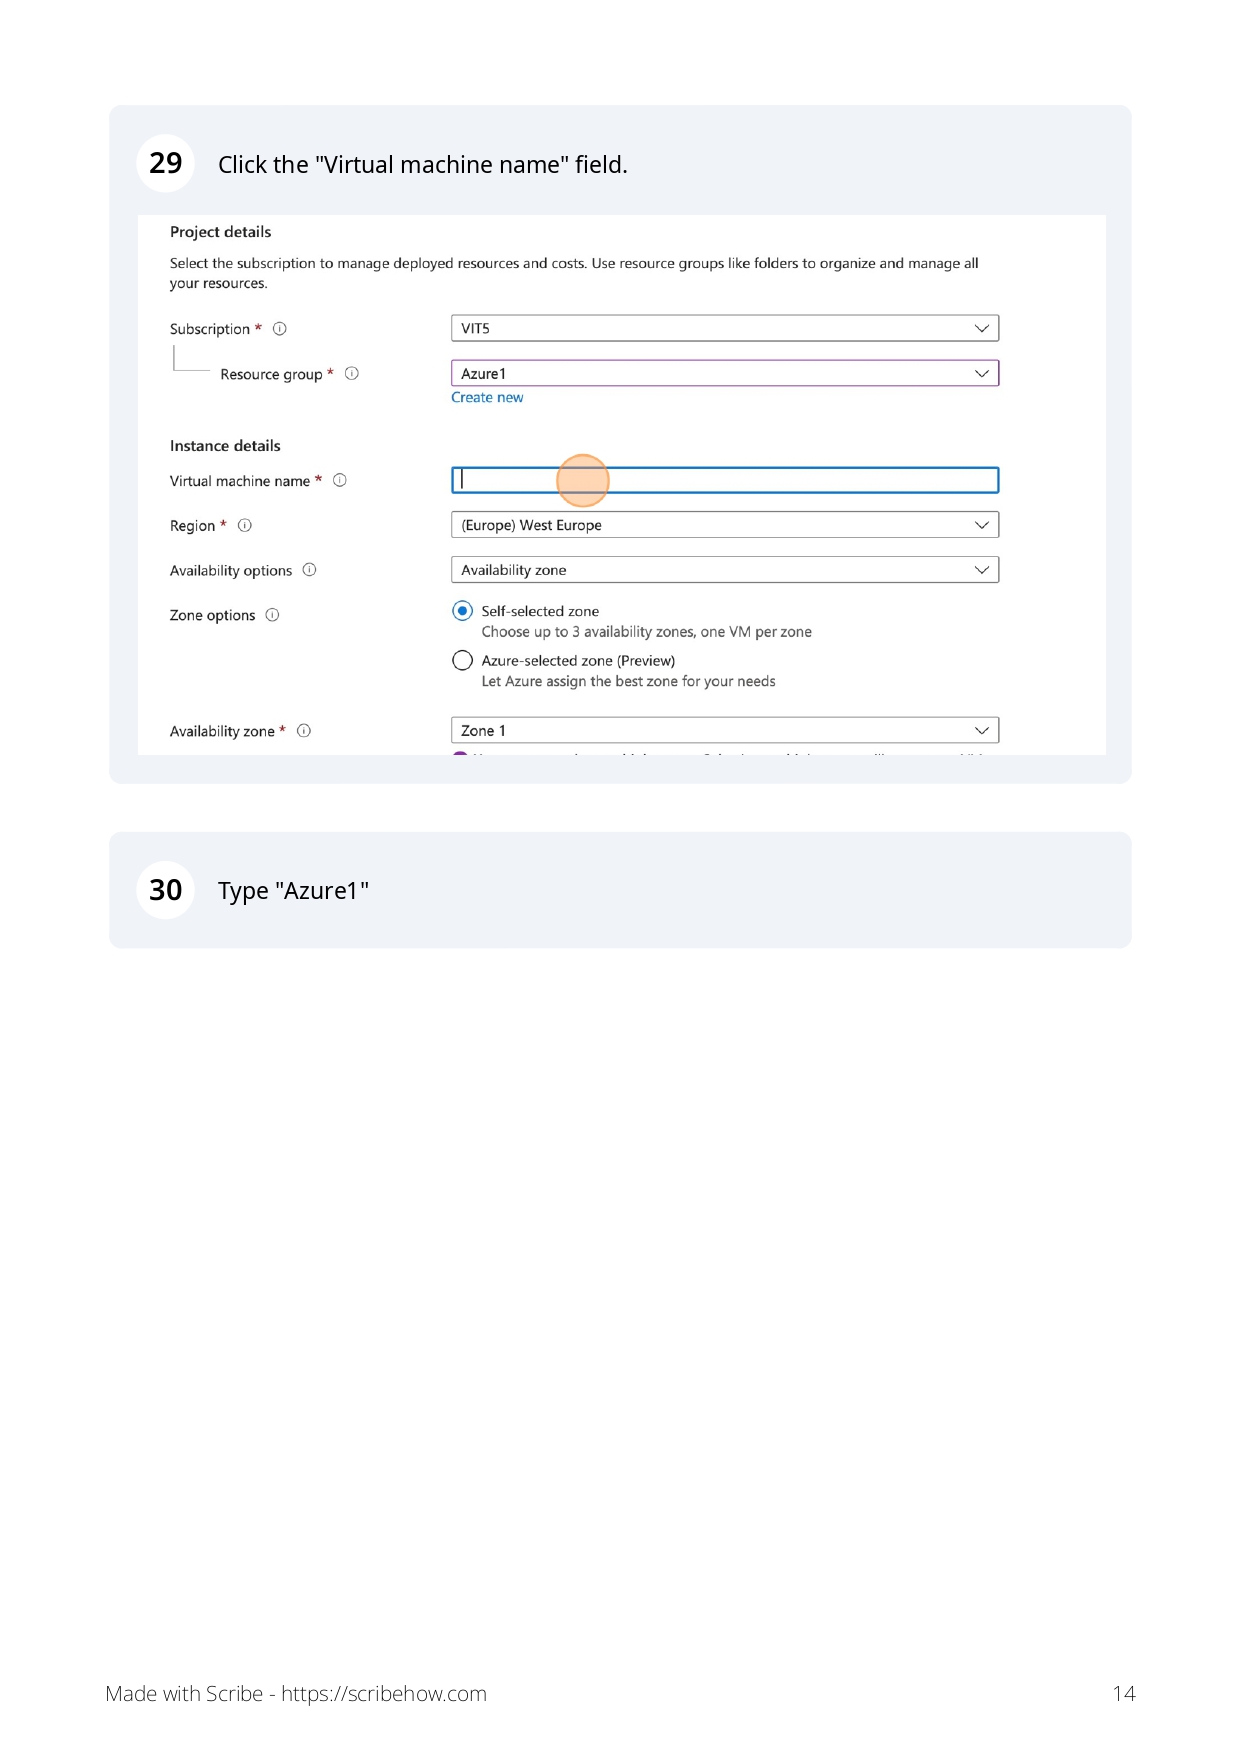 29 Click the "Virtual machine name" field.
Project details
Select the subscription to manage deployed resources and costs. Use resource groups like folders to organize and manage all
your resources.
Subscription * VIT5
Resource group * Azure1
Create new
Instance details
Virtual machine name *
Region * (Europe) West Europe
Availability options Availability zone
Zone options Self-selected zone
Choose up to 3 availability zones, one VM per zone
Azure-selected zone (Preview)
Let Azure assign the best zone for your needs
Availability zone * Zone 1
30 Type "Azure1"
Made with Scribe - https://scribehow.com 14